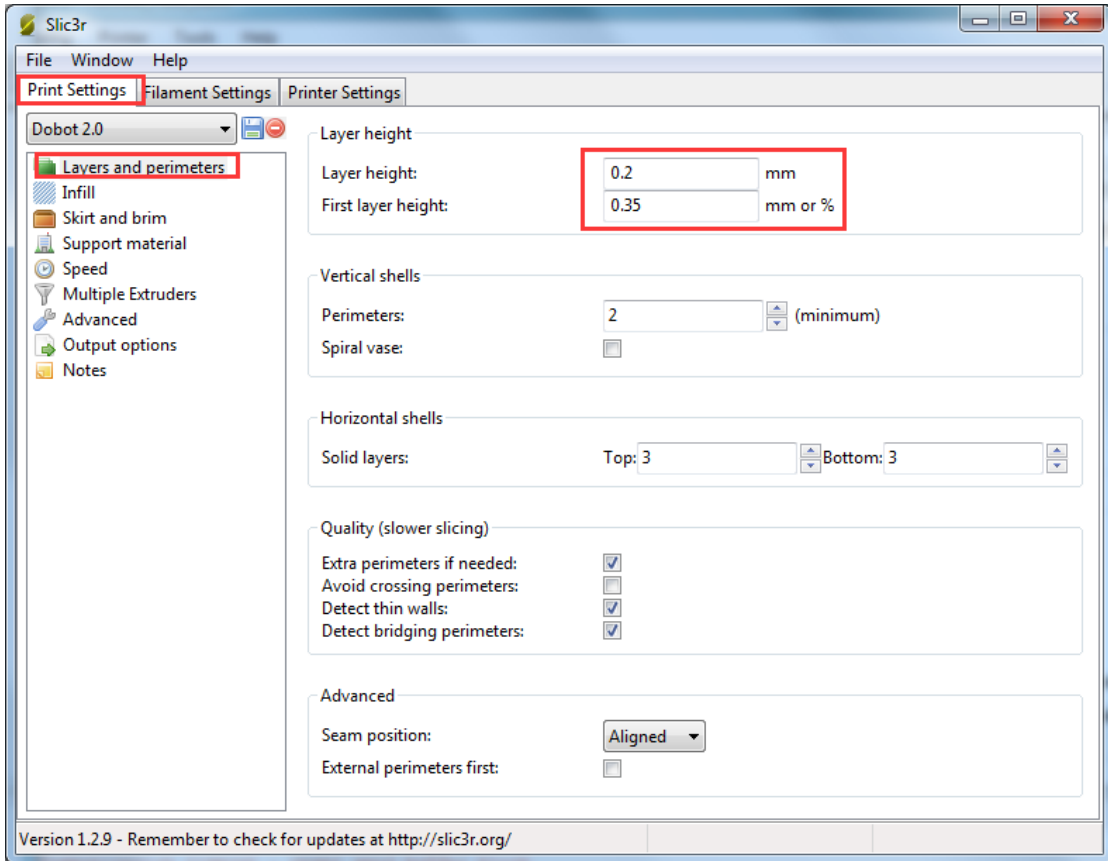 Slic3r
File Window Help
Print Settings Filament Settings Printer Settings
Dobot 2.0
Layers and perimeters
Infill
Skirt and brim
Support material
Speed
Multiple Extruders
Advanced
Output options
Notes
Layer height
Layer height: 0.2 mm
First layer height: 0.35 mm or %
Vertical shells
Perimeters: 2 (minimum)
Spiral vase:
Horizontal shells
Solid layers: Top: 3 Bottom: 3
Quality (slower slicing)
Extra perimeters if needed:
Avoid crossing perimeters:
Detect thin walls:
Detect bridging perimeters:
Advanced
Seam position: Aligned
External perimeters first:
Version 1.2.9 - Remember to check for updates at http://slic3r.org/